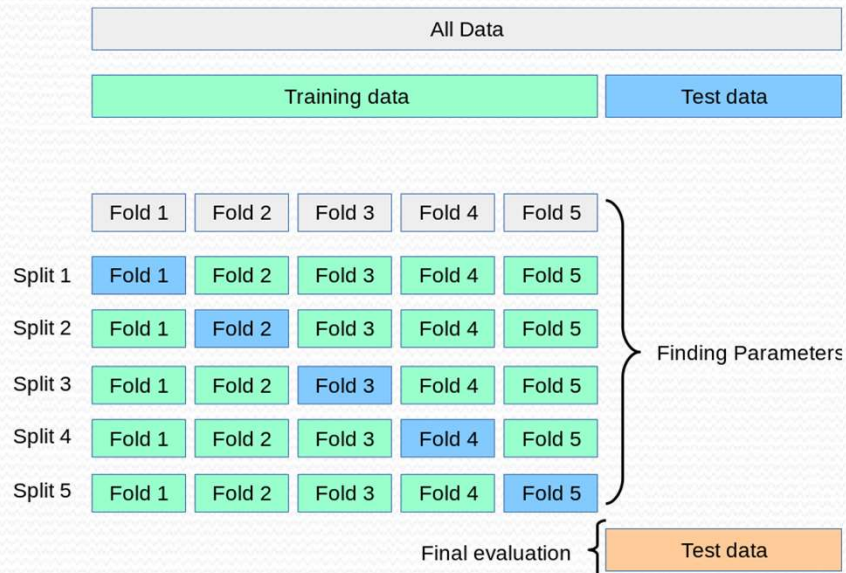 All Data
Training data Test data
Fold 1 Fold 2 Fold 3 Fold 4 Fold 5
Split 1 Fold 1 Fold 2 Fold 3 Fold 4 Fold 5
Split 2 Fold 1 Fold 2 Fold 3 Fold 4 Fold 5
Finding Parameters
Split 3 Fold 1 Fold 2 Fold 3 Fold 4 Fold 5
Split 4 Fold 1 Fold 2 Fold 3 Fold 4 Fold 5
Split 5 Fold 1 Fold 2 Fold 3 Fold 4 Fold 5
Final evaluation Test data